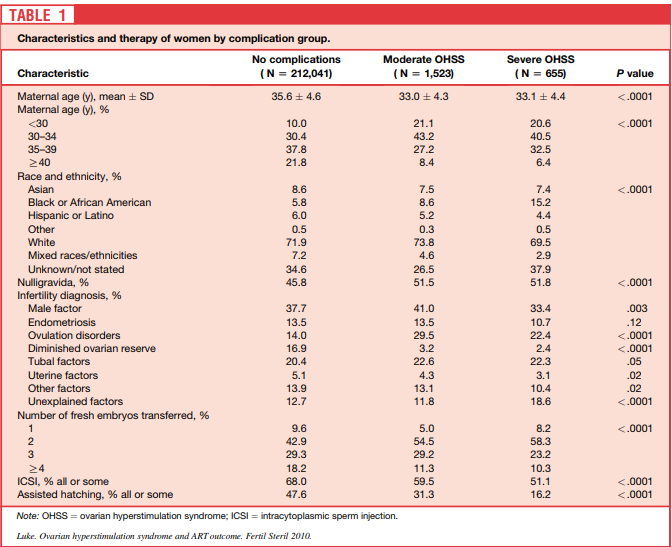 TABLE 1
Characteristics and therapy of women by complication group.
No complications Moderate OHSS Severe OHSS
Characteristic ( N = 212,041) ( N = 1,523) ( N = 655) P value
Maternal age (y), mean ± SD 35.6 ± 4.6 33.0 ± 4.3 33.1 ± 4.4 <.0001
Maternal age (y), %
<30 10.0 21.1 20.6 <.0001
30–34 30.4 43.2 40.5
35–39 37.8 27.2 32.5
≥40 21.8 8.4 6.4
Race and ethnicity, %
Asian 8.6 7.5 7.4 <.0001
Black or African American 5.8 8.6 15.2
Hispanic or Latino 6.0 5.2 4.4
Other 0.5 0.3 0.5
White 71.9 73.8 69.5
Mixed races/ethnicities 7.2 4.6 2.9
Unknown/not stated 34.6 26.5 37.9
Nulligravida, % 45.8 51.5 51.8 <.0001
Infertility diagnosis, %
Male factor 37.7 41.0 33.4 .003
Endometriosis 13.5 13.5 10.7 .12
Ovulation disorders 14.0 29.5 22.4 <.0001
Diminished ovarian reserve 16.9 3.2 2.4 <.0001
Tubal factors 20.4 22.6 22.3 .05
Uterine factors 5.1 4.3 3.1 .02
Other factors 13.9 13.1 10.4 .02
Unexplained factors 12.7 11.8 18.6 <.0001
Number of fresh embryos transferred, %
1 9.6 5.0 8.2 <.0001
2 42.9 54.5 58.3
3 29.3 29.2 23.2
≥4 18.2 11.3 10.3
ICSI, % all or some 68.0 59.5 51.1 <.0001
Assisted hatching, % all or some 47.6 31.3 16.2 <.0001
Note: OHSS = ovarian hyperstimulation syndrome; ICSI = intracytoplasmic sperm injection.
Luke. Ovarian hyperstimulation syndrome and ART outcome. Fertil Steril 2010.